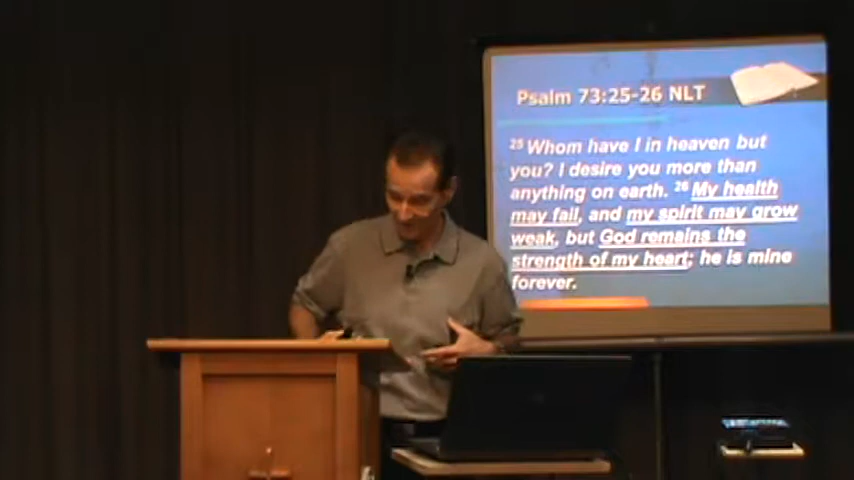 Psalm 73:25-26 NLT
25 Whom have I in heaven but
you? I desire you more than
anything on earth. 26 My health
may fail, and my spirit may grow
weak, but God remains the
strength of my heart; he is mine
forever.